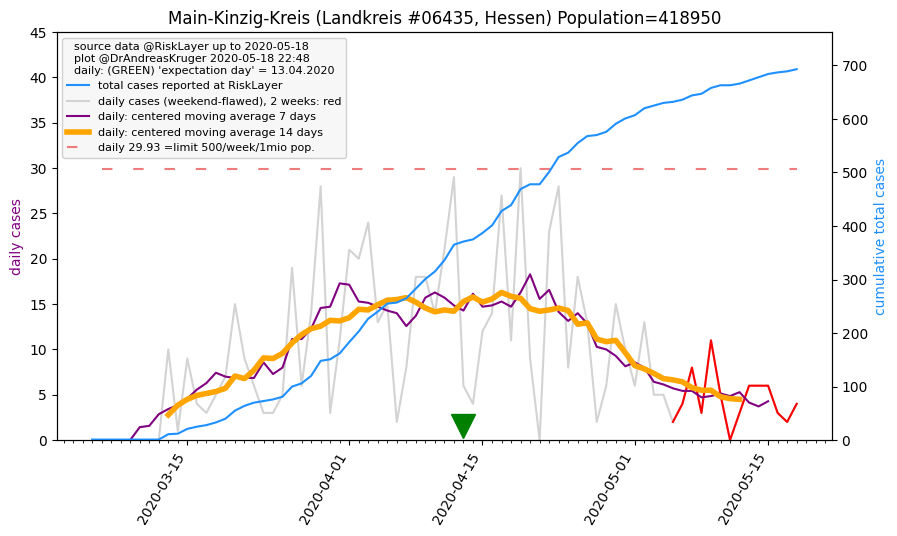 Main-Kinzig-Kreis (Landkreis #06435, Hessen) Population=418950
source data @RiskLayer up to 2020-05-18
plot @DrAndreasKruger 2020-05-18 22:48
daily: (GREEN) 'expectation day' = 13.04.2020
total cases reported at RiskLayer
daily cases (weekend-flawed), 2 weeks: red
daily: centered moving average 7 days
daily: centered moving average 14 days
daily 29.93 =limit 500/week/1mio pop.
daily cases
45
40
35
30
25
20
15
10
5
0
700
600
500
400
300
200
100
0
cumulative total cases
2020-03-15
2020-04-01
2020-04-15
2020-05-01
2020-05-15